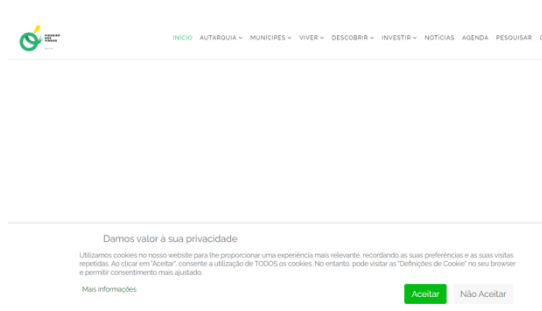 INÍCIO AUTARQUIA MUNÍCIPES VIVER DESCOBRIR INVESTIR NOTÍCIAS AGENDA PESQUISAR
Damos valor à sua privacidade
Utilizamos cookies no nosso website para lhe proporcionar uma experiência mais relevante, recordando as suas preferências e as suas visitas
repetidas. Ao clicar em "Aceitar", consente a utilização de TODOS os cookies. No entanto, pode visitar as "Definições de Cookie" no seu browser
e permitir consentimento mais ajustado.
Mais informações
Aceitar Não Aceitar